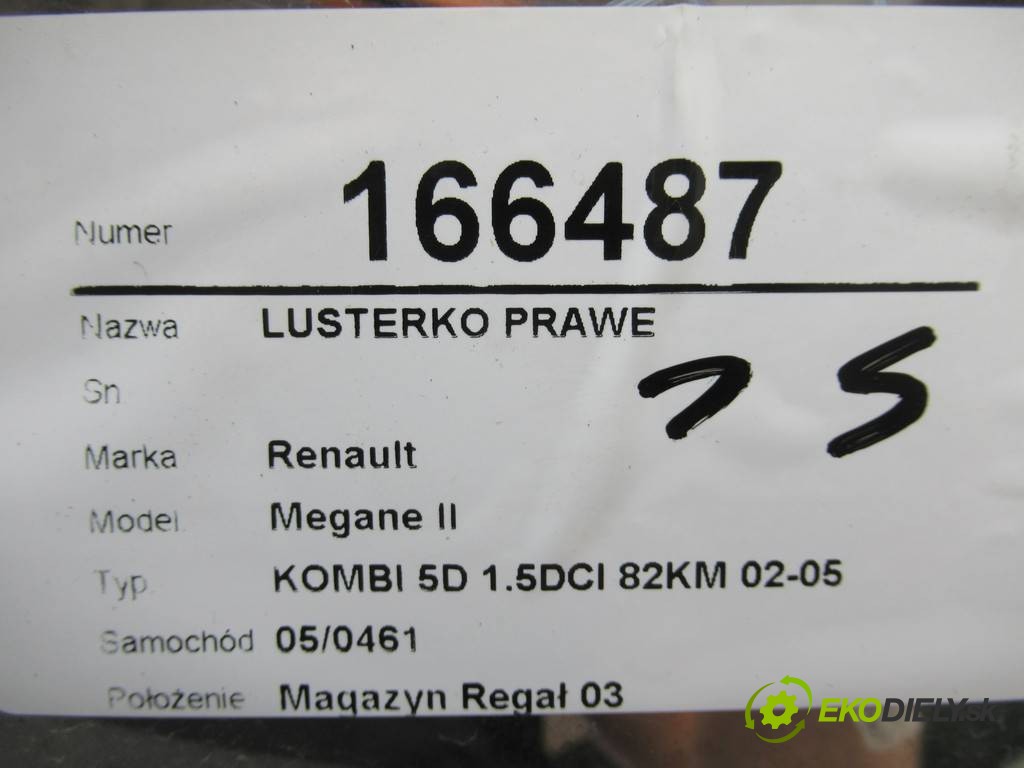 Numer 166487
Nazwa LUSTERKO PRAWE
Sn
Marka Renault
Model Megane II
Typ KOMBI 5D 1.5DCI 82KM 02-05
Samochód 05/0461
Położenie Magazyn Regał 03
EKODIELY.sk